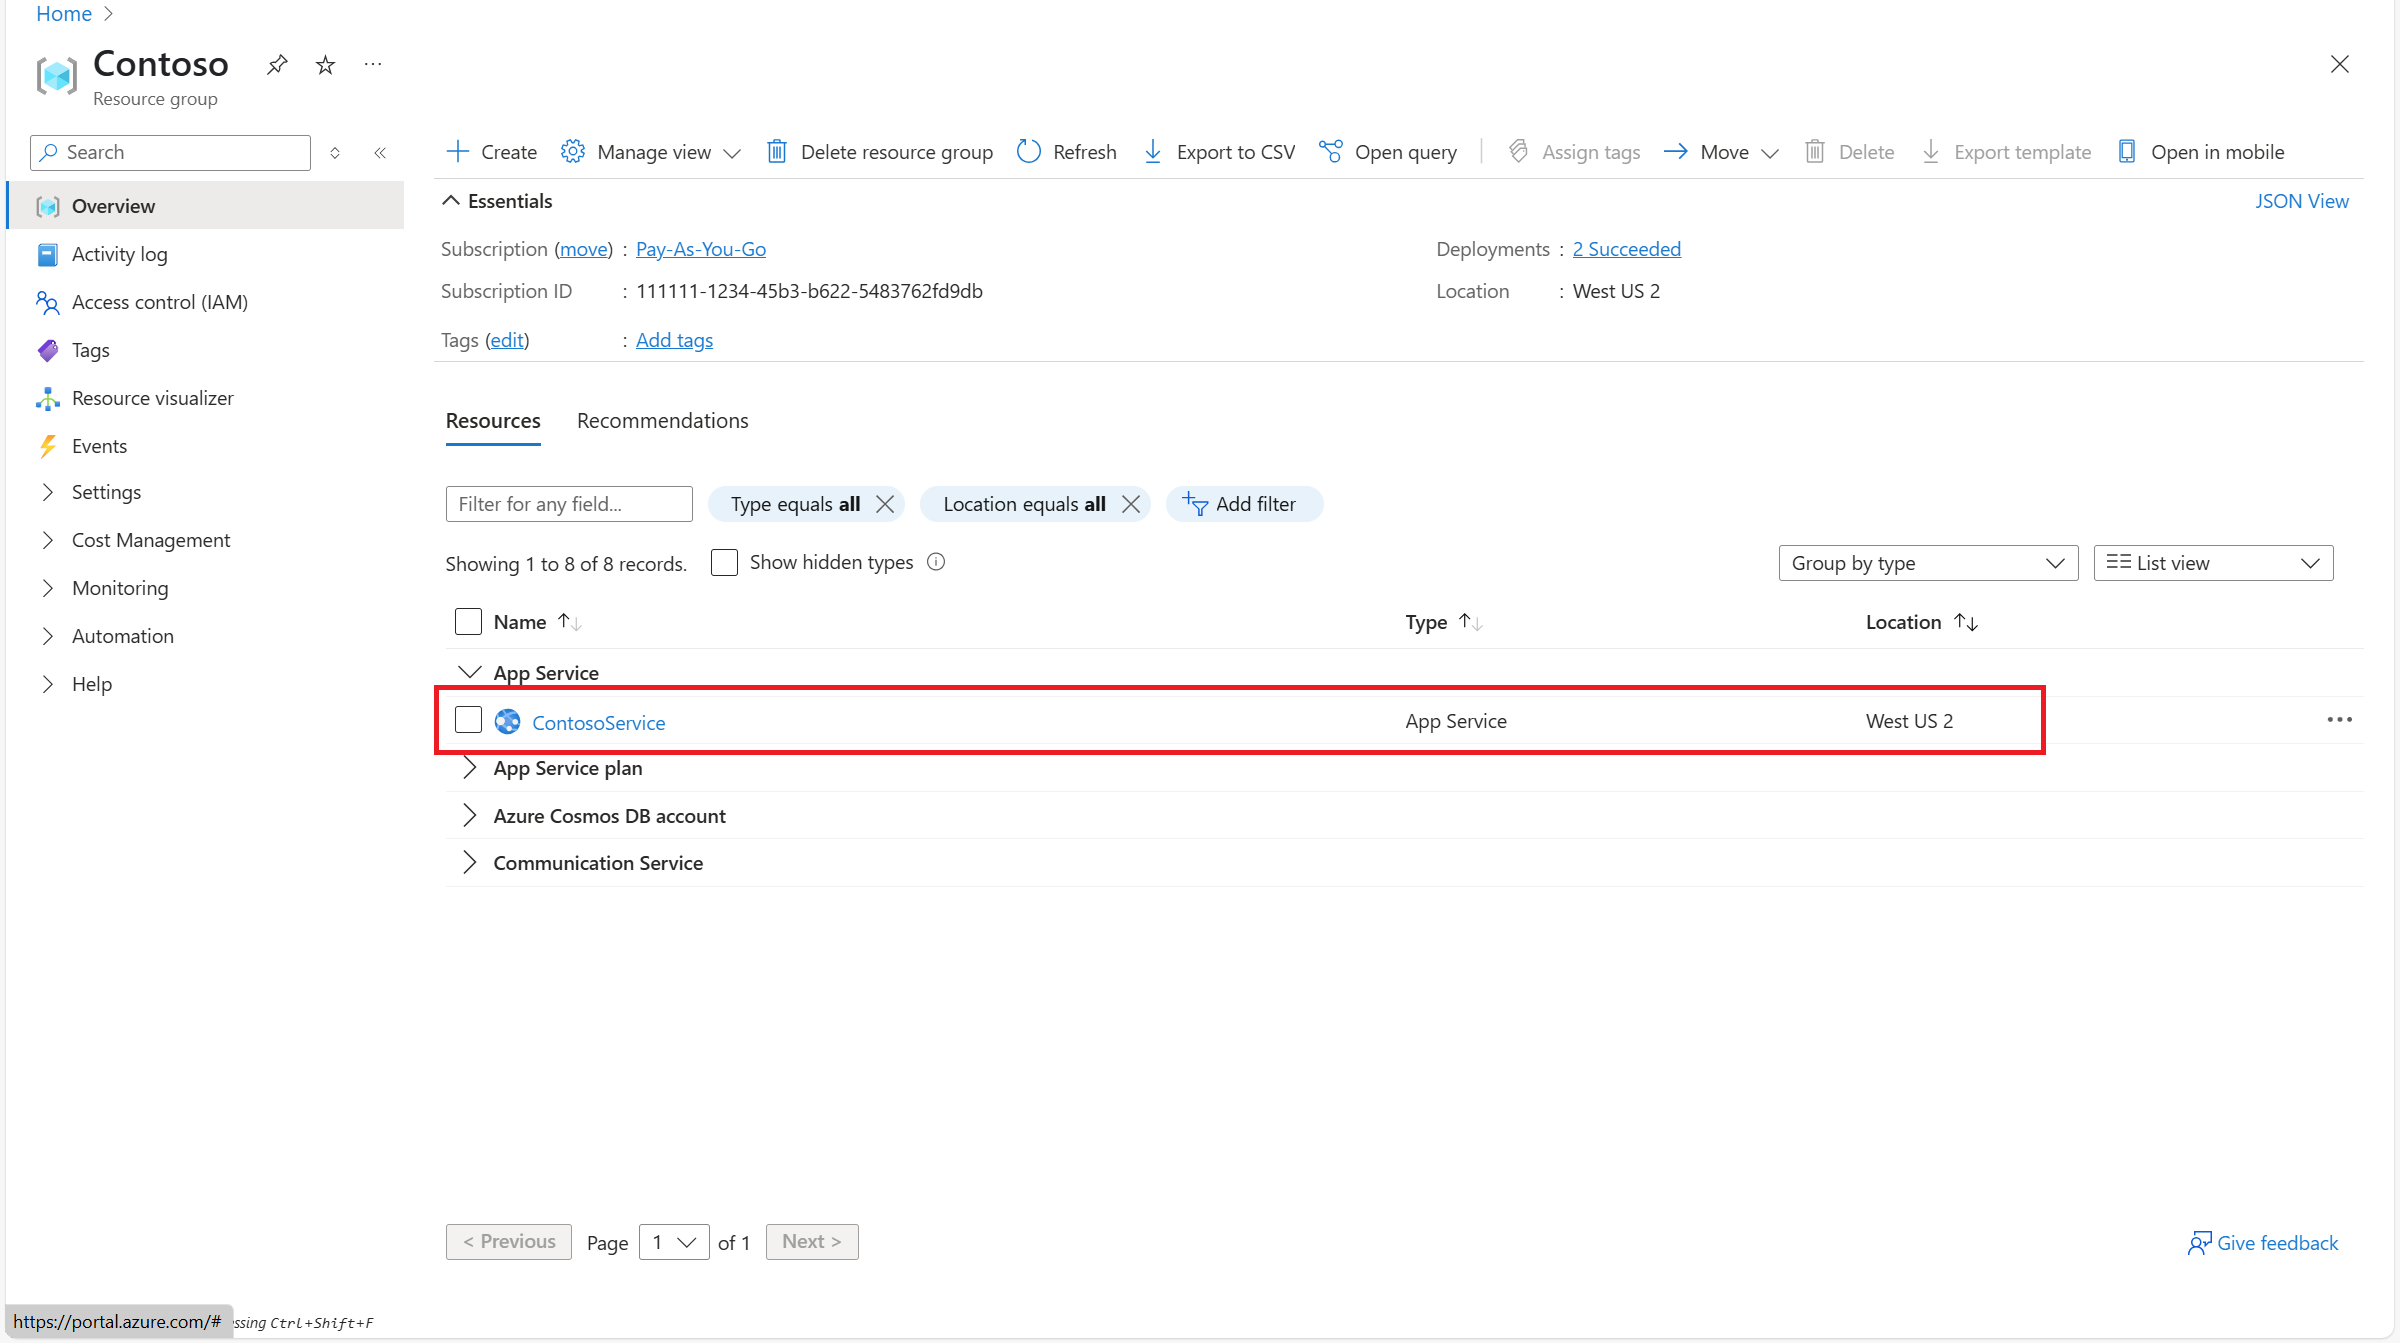 Home
Contoso
Resource group
Search
Overview
Activity log
Access control (IAM)
Tags
Resource visualizer
Events
Settings
Cost Management
Monitoring
Automation
Help
Create Manage view Delete resource group Refresh Export to CSV Open query Assign tags Move Delete Export template Open in mobile
Essentials JSON View
Subscription (move) : Pay-As-You-Go Deployments : 2 Succeeded
Subscription ID : 111111-1234-45b3-b622-5483762fd9db Location : West US 2
Tags (edit) : Add tags
Resources Recommendations
Filter for any field... Type equals all Location equals all Add filter
Showing 1 to 8 of 8 records. Show hidden types Group by type List view
Name Type Location
App Service
ContosoService App Service West US 2
App Service plan
Azure Cosmos DB account
Communication Service
< Previous Page 1 of 1 Next > Give feedback
https://portal.azure.com/# Ctrl+Shift+F